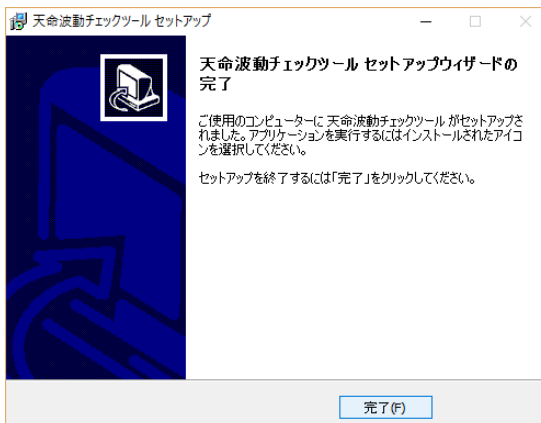 天命波動チェックツール セットアップ
天命波動チェックツール セットアップウィザードの
完了
ご使用のコンピューターに 天命波動チェックツール がセットアップさ
れました。アプリケーションを実行するにはインストールされたアイコ
ンを選択してください。
セットアップを終了するには「完了」をクリックしてください。
完了(F)